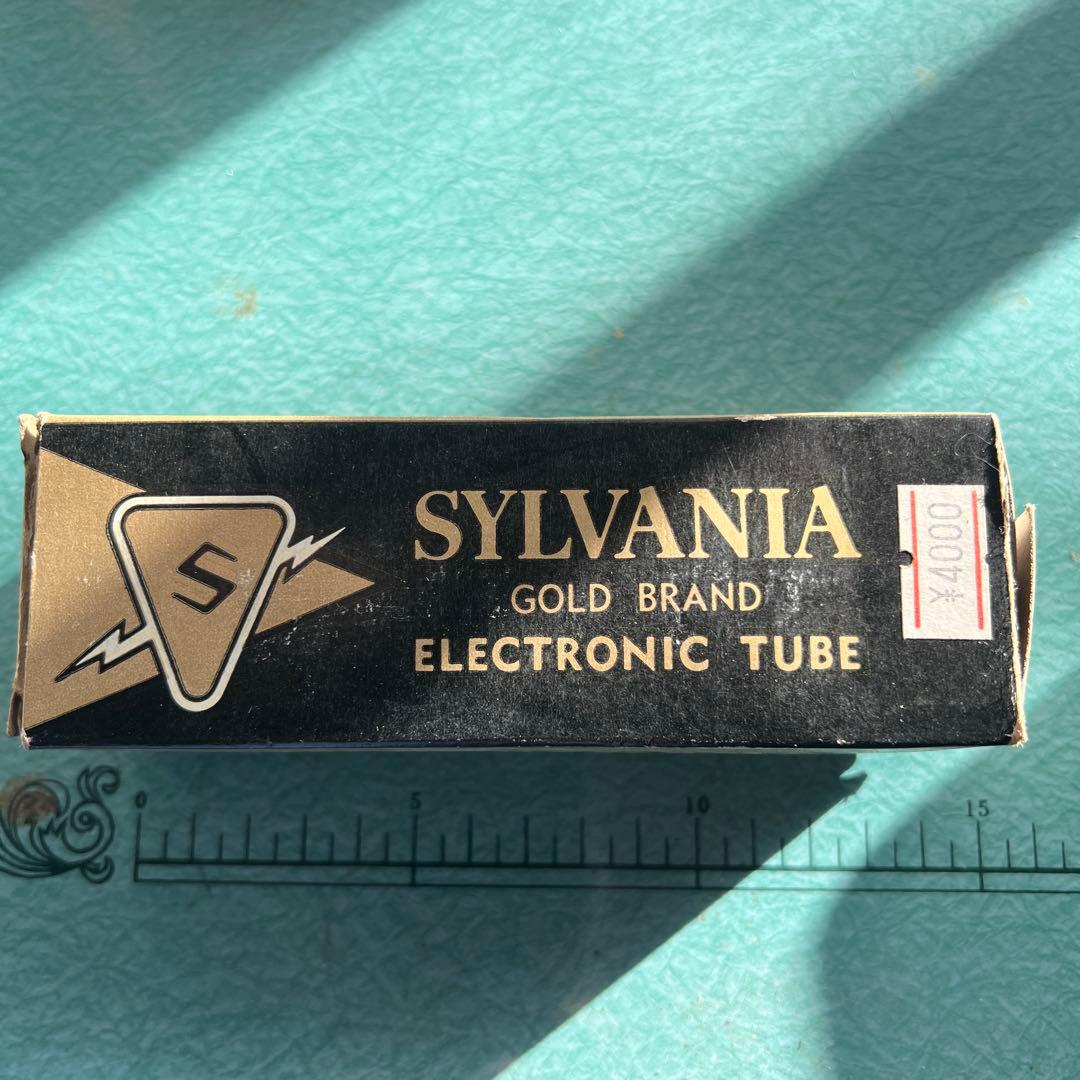 S
SYLVANIA
GOLD BRAND
ELECTRONIC TUBE
¥4000
0 5 10 15